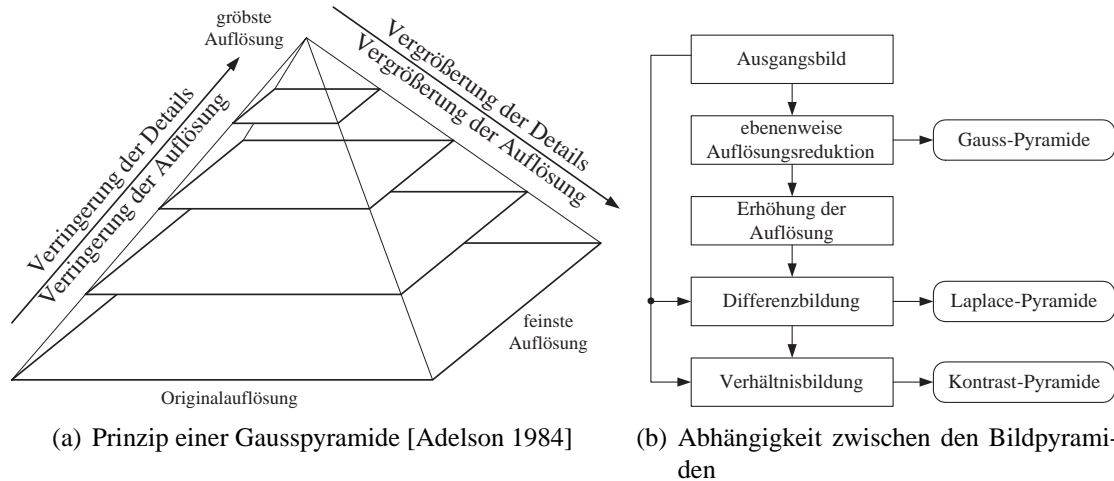 gröbste
Auflösung
Verringerung der Details
Verringerung der Auflösung
Vergrößerung der Details
Vergrößerung der Auflösung
feinste
Auflösung
Originalauflösung
(a) Prinzip einer Gausspyramide [Adelson 1984]
Ausgangsbild
ebenenweise
Auflösungsreduktion
Gauss-Pyramide
Erhöhung der
Auflösung
Differenzbildung
Laplace-Pyramide
Verhältnisbildung
Kontrast-Pyramide
(b) Abhängigkeit zwischen den Bildpyrami-
den